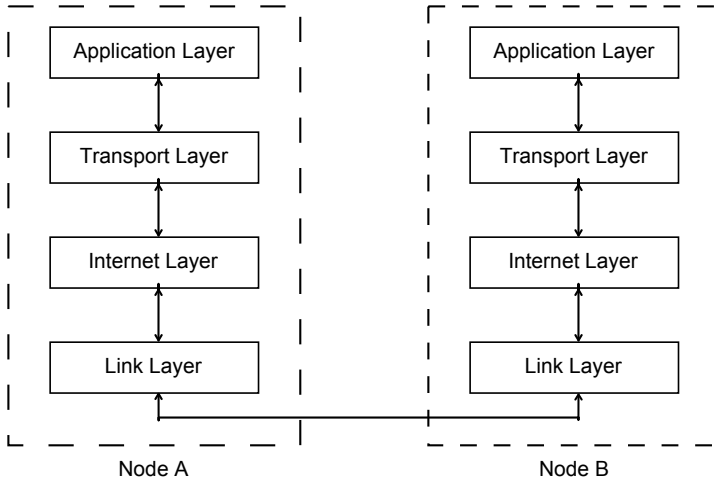 Application Layer
Transport Layer
Internet Layer
Link Layer
Node A
Application Layer
Transport Layer
Internet Layer
Link Layer
Node B